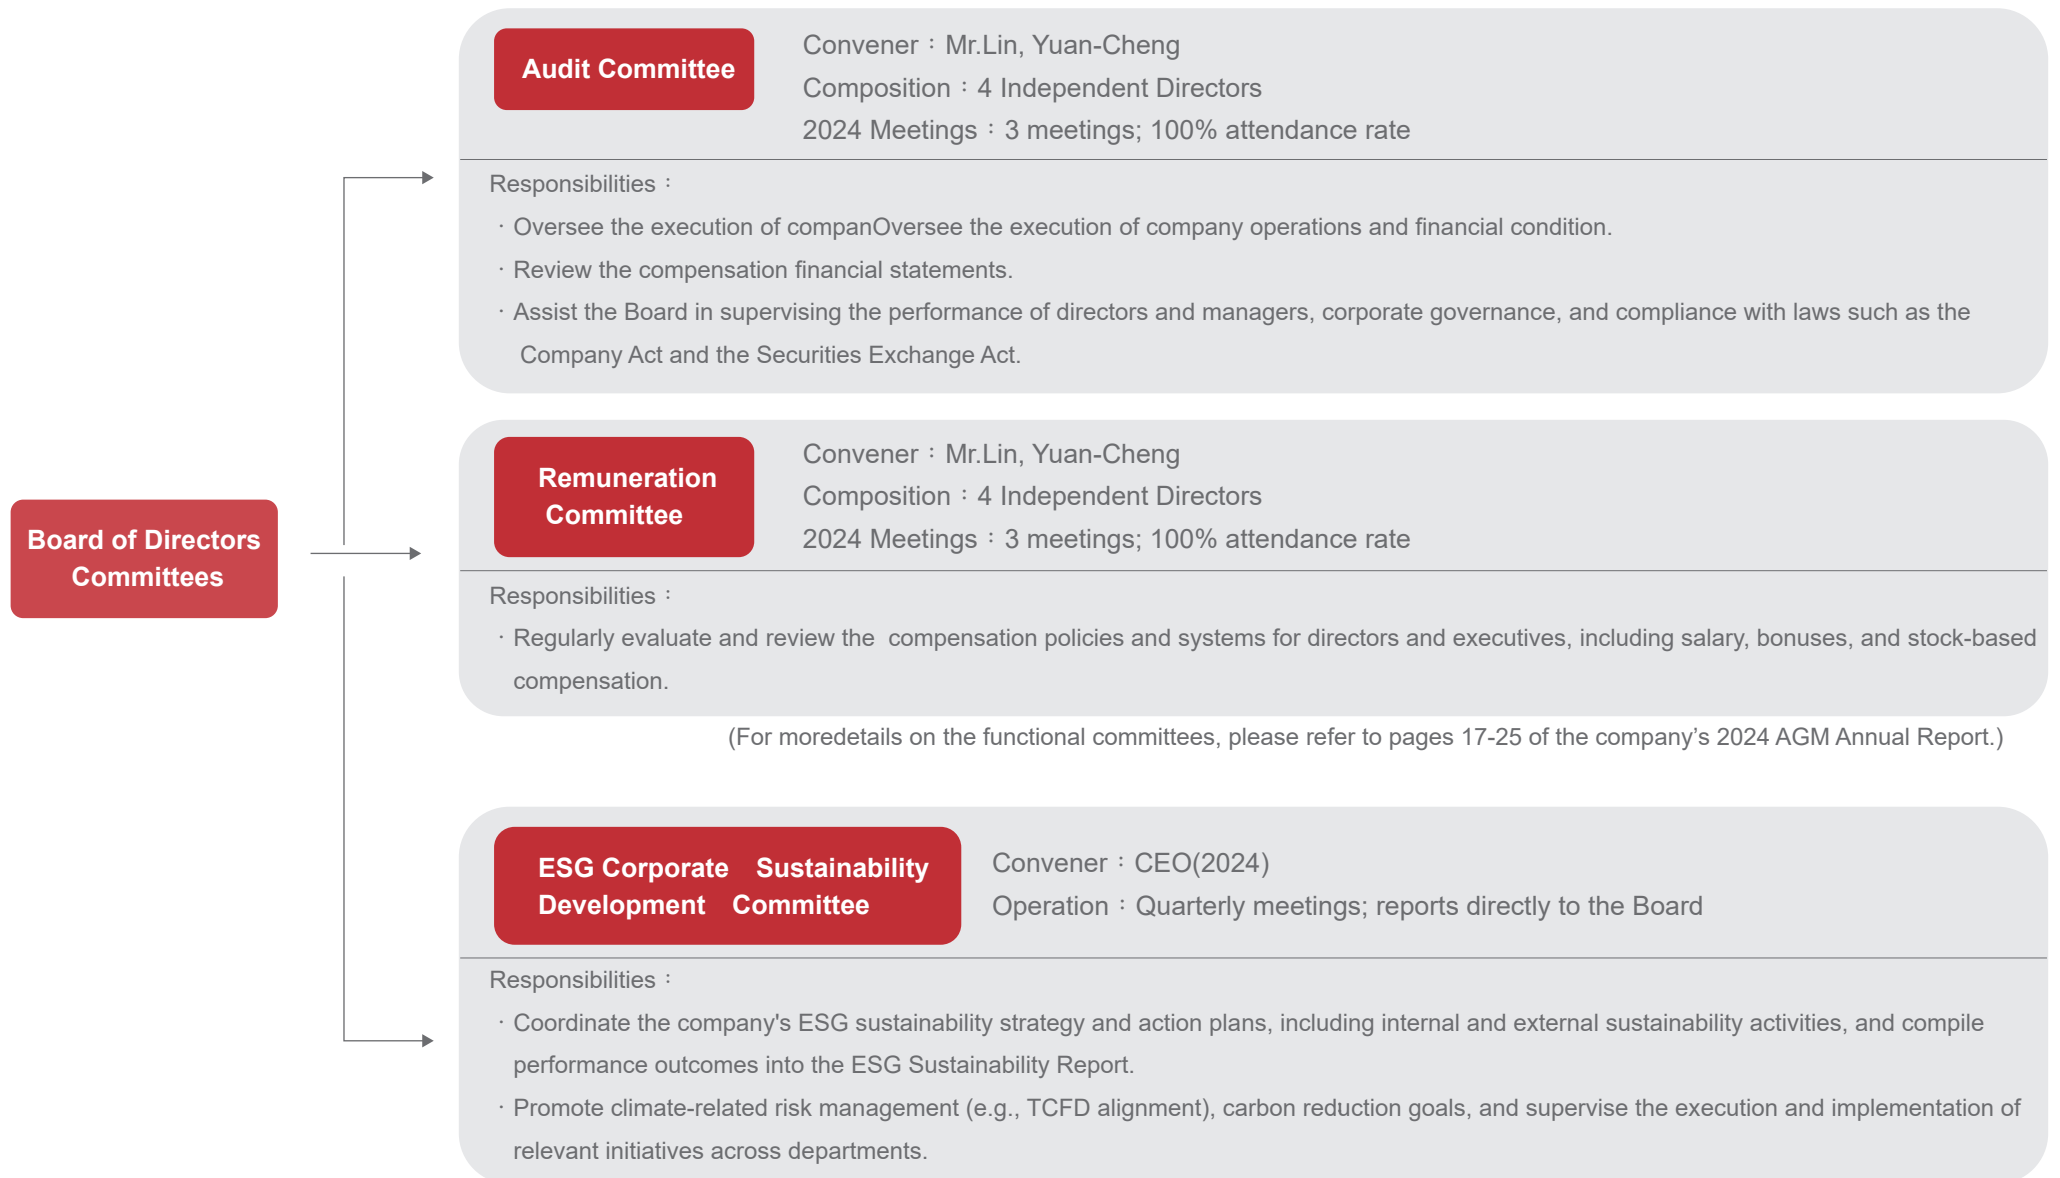 Board of Directors
Committees
Audit Committee
Convener：Mr.Lin, Yuan-Cheng
Composition：4 Independent Directors
2024 Meetings：3 meetings; 100% attendance rate
Responsibilities：
· Oversee the execution of companOversee the execution of company operations and financial condition.
· Review the compensation financial statements.
· Assist the Board in supervising the performance of directors and managers, corporate governance, and compliance with laws such as the
Company Act and the Securities Exchange Act.
Remuneration
Committee
Convener：Mr.Lin, Yuan-Cheng
Composition：4 Independent Directors
2024 Meetings：3 meetings; 100% attendance rate
Responsibilities：
· Regularly evaluate and review the  compensation policies and systems for directors and executives, including salary, bonuses, and stock-based
compensation.
(For moredetails on the functional committees, please refer to pages 17-25 of the company’s 2024 AGM Annual Report.)
ESG Corporate  Sustainability
Development  Committee
Convener：CEO(2024)
Operation：Quarterly meetings; reports directly to the Board
Responsibilities：
· Coordinate the company's ESG sustainability strategy and action plans, including internal and external sustainability activities, and compile
performance outcomes into the ESG Sustainability Report.
· Promote climate-related risk management (e.g., TCFD alignment), carbon reduction goals, and supervise the execution and implementation of
relevant initiatives across departments.